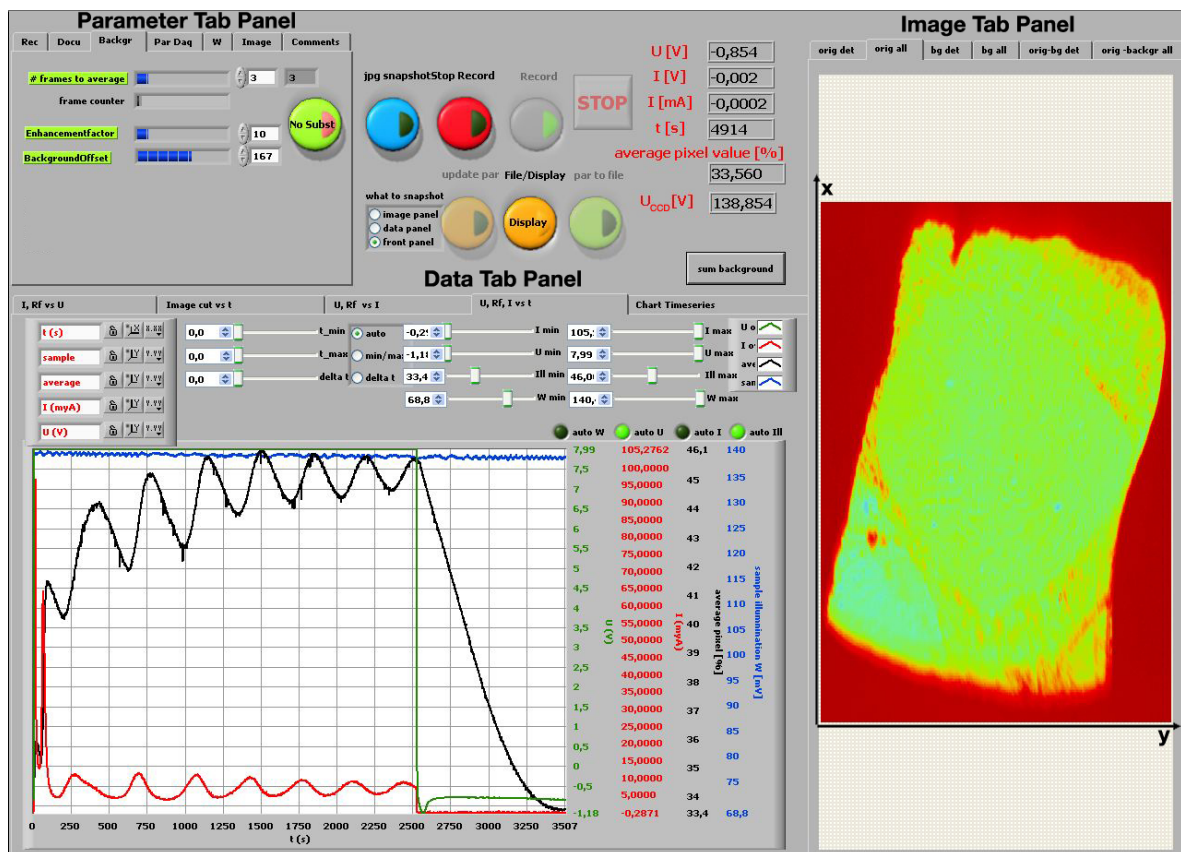 Parameter Tab Panel
Rec Docu Backgr Par Daq W Image Comments
# frames to average 3 3
frame counter
Enhancementfactor 10
BackgroundOffset 167
No Subst
jpg snapshot Stop Record Record
STOP
update par File/Display par to file
what to snapshot
image panel
data panel
front panel
Display
U [V] -0,854
I [V] -0,002
I [mA] -0,0002
t [s] 4914
average pixel value [%]
33,560
UCCD[V] 138,854
sum background
Data Tab Panel
I, Rf vs U Image cut vs t U, Rf vs I U, Rf, I vs t Chart Timeseries
t (s)
sample
average
I (myA)
U (V)
0,0 t_min
0,0 t_max
0,0 delta t
auto
min/ma
delta t
I min I max
-1,1 U min 7,99 U max
33,4 Ill min 46,0 Ill max
68,8 W min 140, W max
U o
I o
ave
sam
auto W auto U auto I auto Ill
7,99
7,5
7
6,5
6
5,5
5
4,5
4
3,5
3
2,5
2
1,5
1
0,5
0
-0,5
-1,18
U (V)
105,2762
100,0000
95,0000
90,0000
85,0000
80,0000
75,0000
70,0000
65,0000
60,0000
55,0000
50,0000
45,0000
40,0000
35,0000
30,0000
25,0000
20,0000
15,0000
10,0000
5,0000
-0,2871
I (myA)
46,1
45
44
43
42
41
40
39
38
37
36
35
34
33,4
average pixel [%]
140
135
130
125
120
115
110
105
100
95
90
85
80
75
68,8
sample illumnination W [mV]
0 250 500 750 1000 1250 1500 1750 2000 2250 2500 2750 3000 3250 3507
t (s)
Image Tab Panel
orig det orig all bg det bg all orig-bg det orig -backgr all
x
y